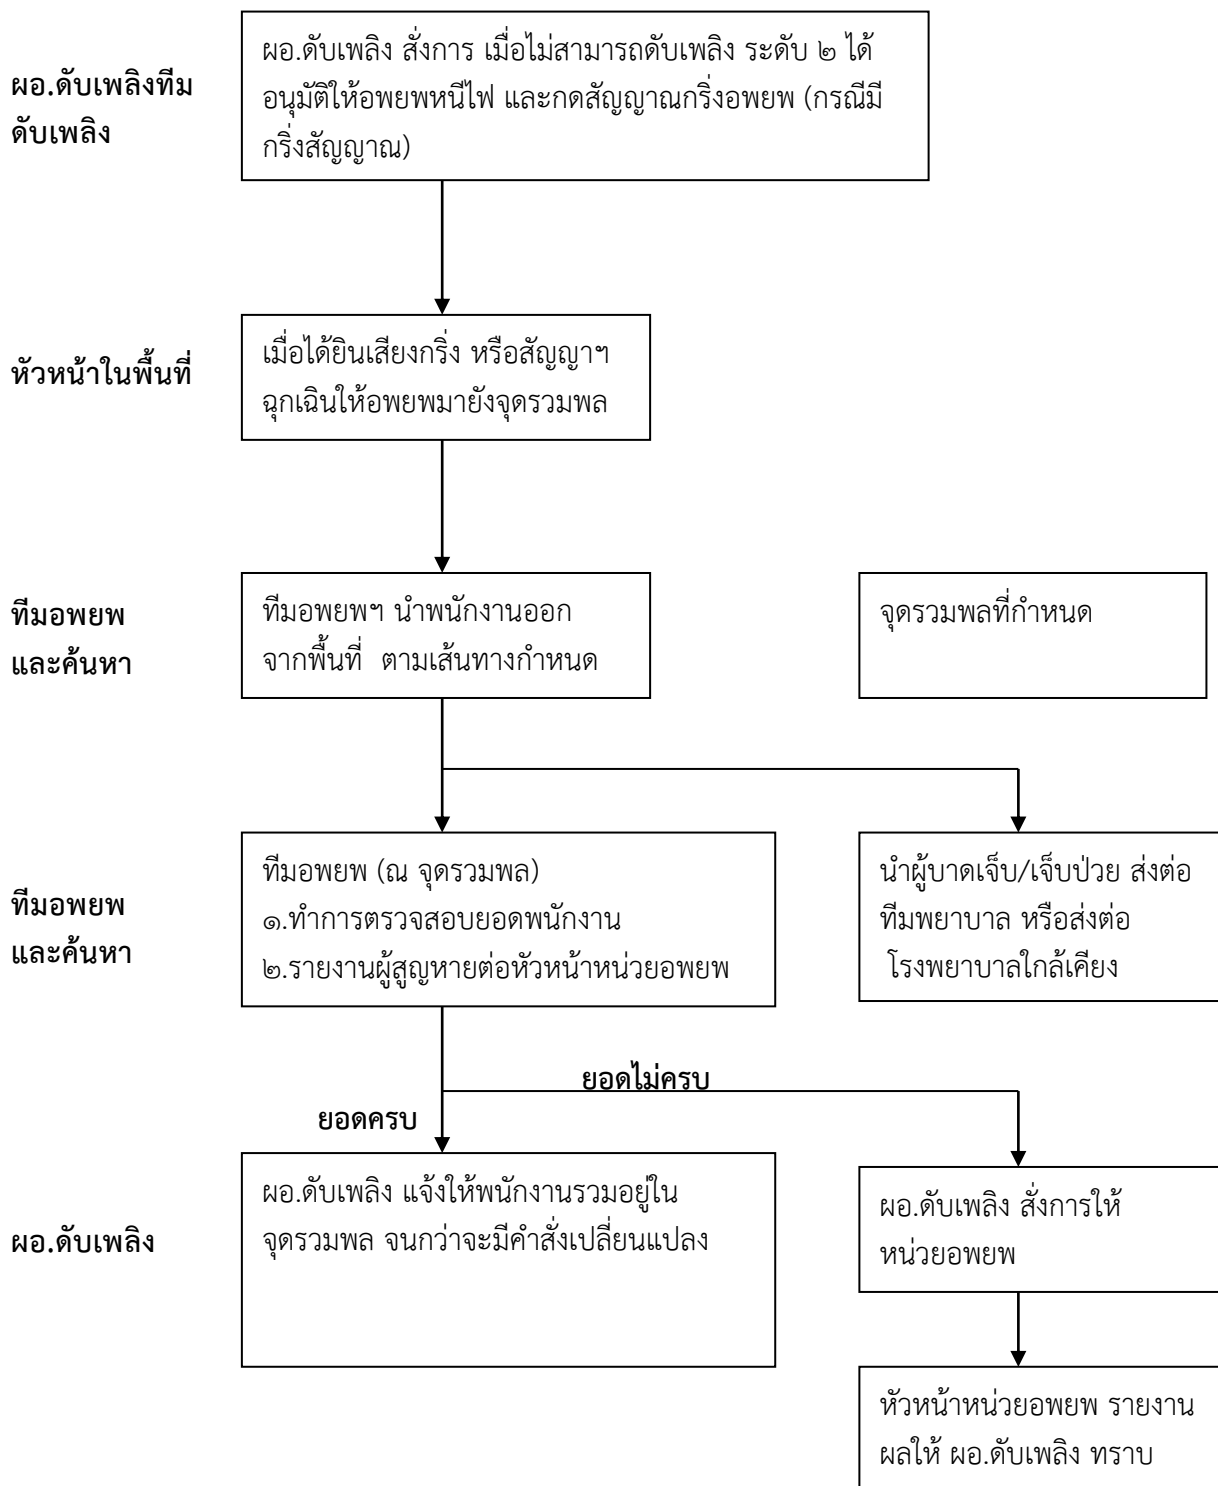 ผอ.ดับเพลิงทีม
ดับเพลิง
ผอ.ดับเพลิง สั่งการ เมื่อไม่สามารถดับเพลิง ระดับ ๒ ได้
อนุมัติให้อพยพหนีไฟ และกดสัญญาณกริ่งอพยพ (กรณีมี
กริ่งสัญญาณ)
หัวหน้าในพื้นที่
เมื่อได้ยินเสียงกริ่ง หรือสัญญาฯ
ฉุกเฉินให้อพยพมายังจุดรวมพล
ทีมอพยพ
และค้นหา
ทีมอพยพฯ นำพนักงานออก
จากพื้นที่ ตามเส้นทางกำหนด
จุดรวมพลที่กำหนด
ทีมอพยพ
และค้นหา
ทีมอพยพ (ณ จุดรวมพล)
๑.ทำการตรวจสอบยอดพนักงาน
๒.รายงานผู้สูญหายต่อหัวหน้าหน่วยอพยพ
นำผู้บาดเจ็บ/เจ็บป่วย ส่งต่อ
ทีมพยาบาล หรือส่งต่อ
โรงพยาบาลใกล้เคียง
ยอดไม่ครบ
ยอดครบ
ผอ.ดับเพลิง
ผอ.ดับเพลิง แจ้งให้พนักงานรวมอยู่ใน
จุดรวมพล จนกว่าจะมีคำสั่งเปลี่ยนแปลง
ผอ.ดับเพลิง สั่งการให้
หน่วยอพยพ
หัวหน้าหน่วยอพยพ รายงาน
ผลให้ ผอ.ดับเพลิง ทราบ